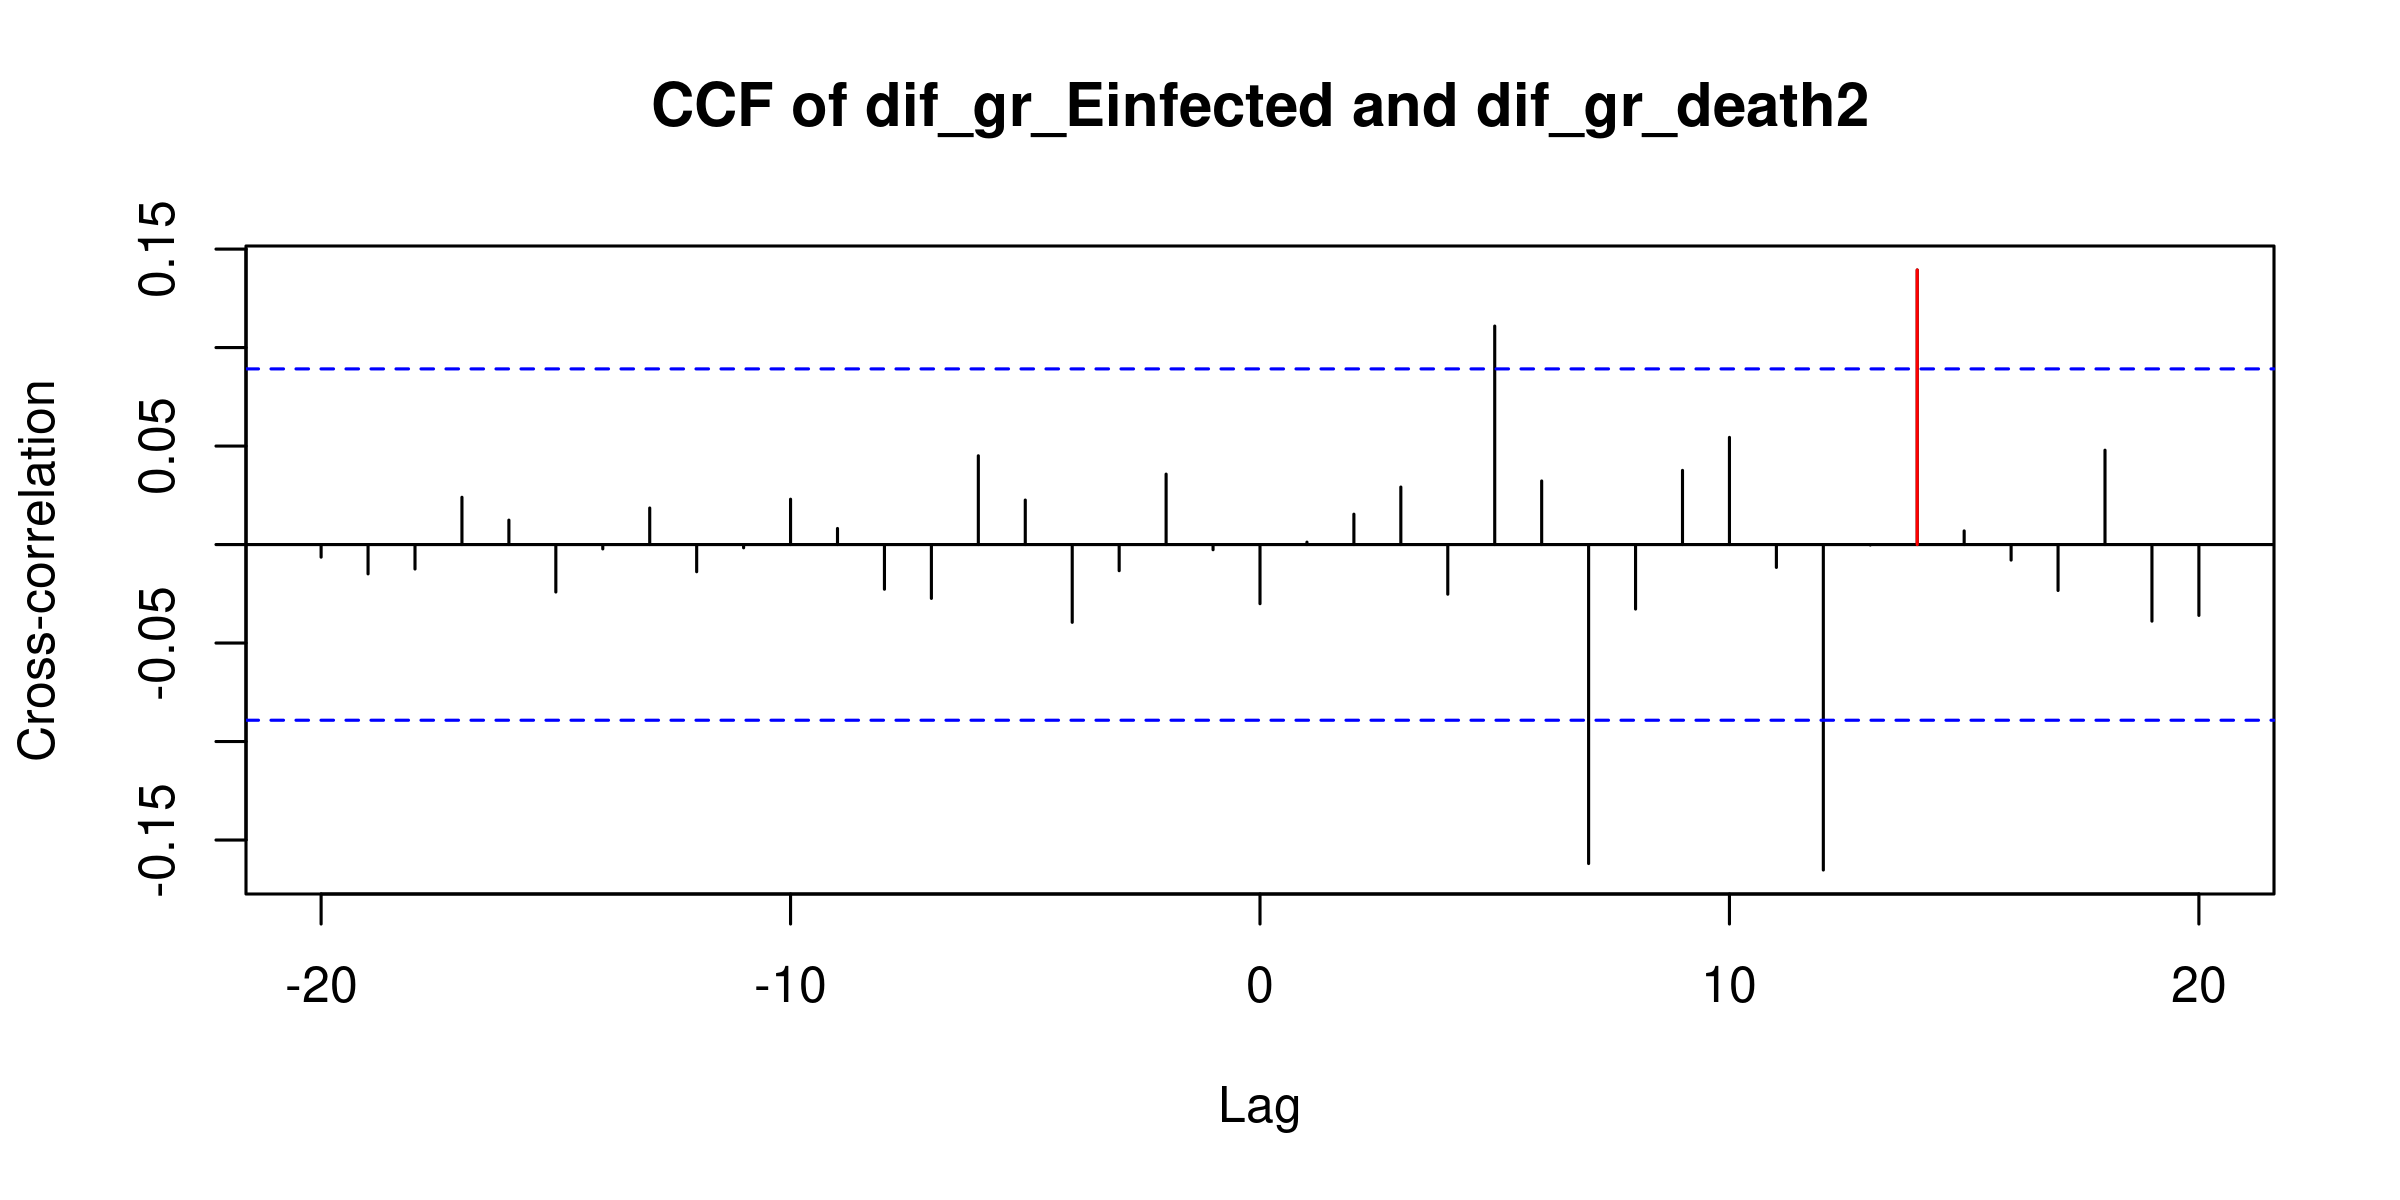 CCF of dif_gr_Einfected and dif_gr_death2
0.15
0.05
-0.05
-0.15
Cross-correlation
-20 -10 0 10 20
Lag